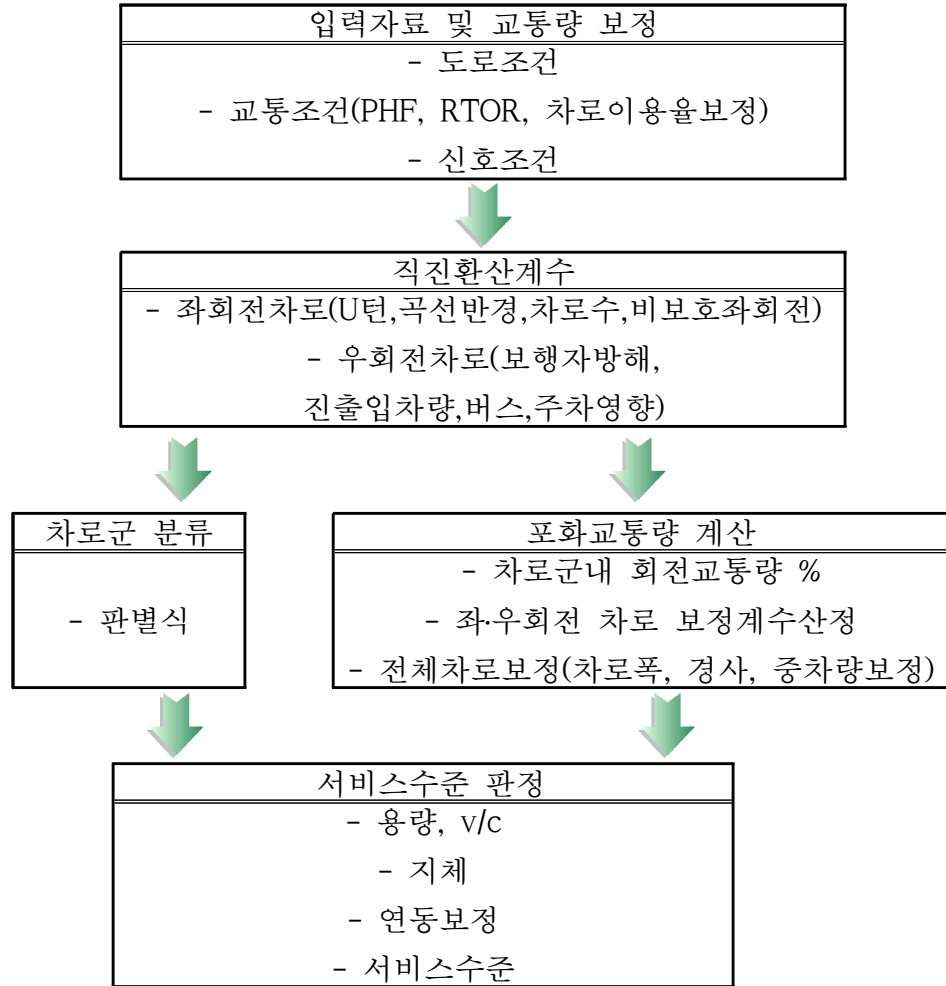 입력자료 및 교통량 보정
- 도로조건
- 교통조건(PHF, RTOR, 차로이용율보정)
- 신호조건
직진환산계수
- 좌회전차로(U턴,곡선반경,차로수,비보호좌회전)
- 우회전차로(보행자방해,
진출입차량,버스,주차영향)
차로군 분류
- 판별식
포화교통량 계산
- 차로군내 회전교통량 %
- 좌·우회전 차로 보정계수산정
- 전체차로보정(차로폭, 경사, 중차량보정)
서비스수준 판정
- 용량, v/c
- 지체
- 연동보정
- 서비스수준